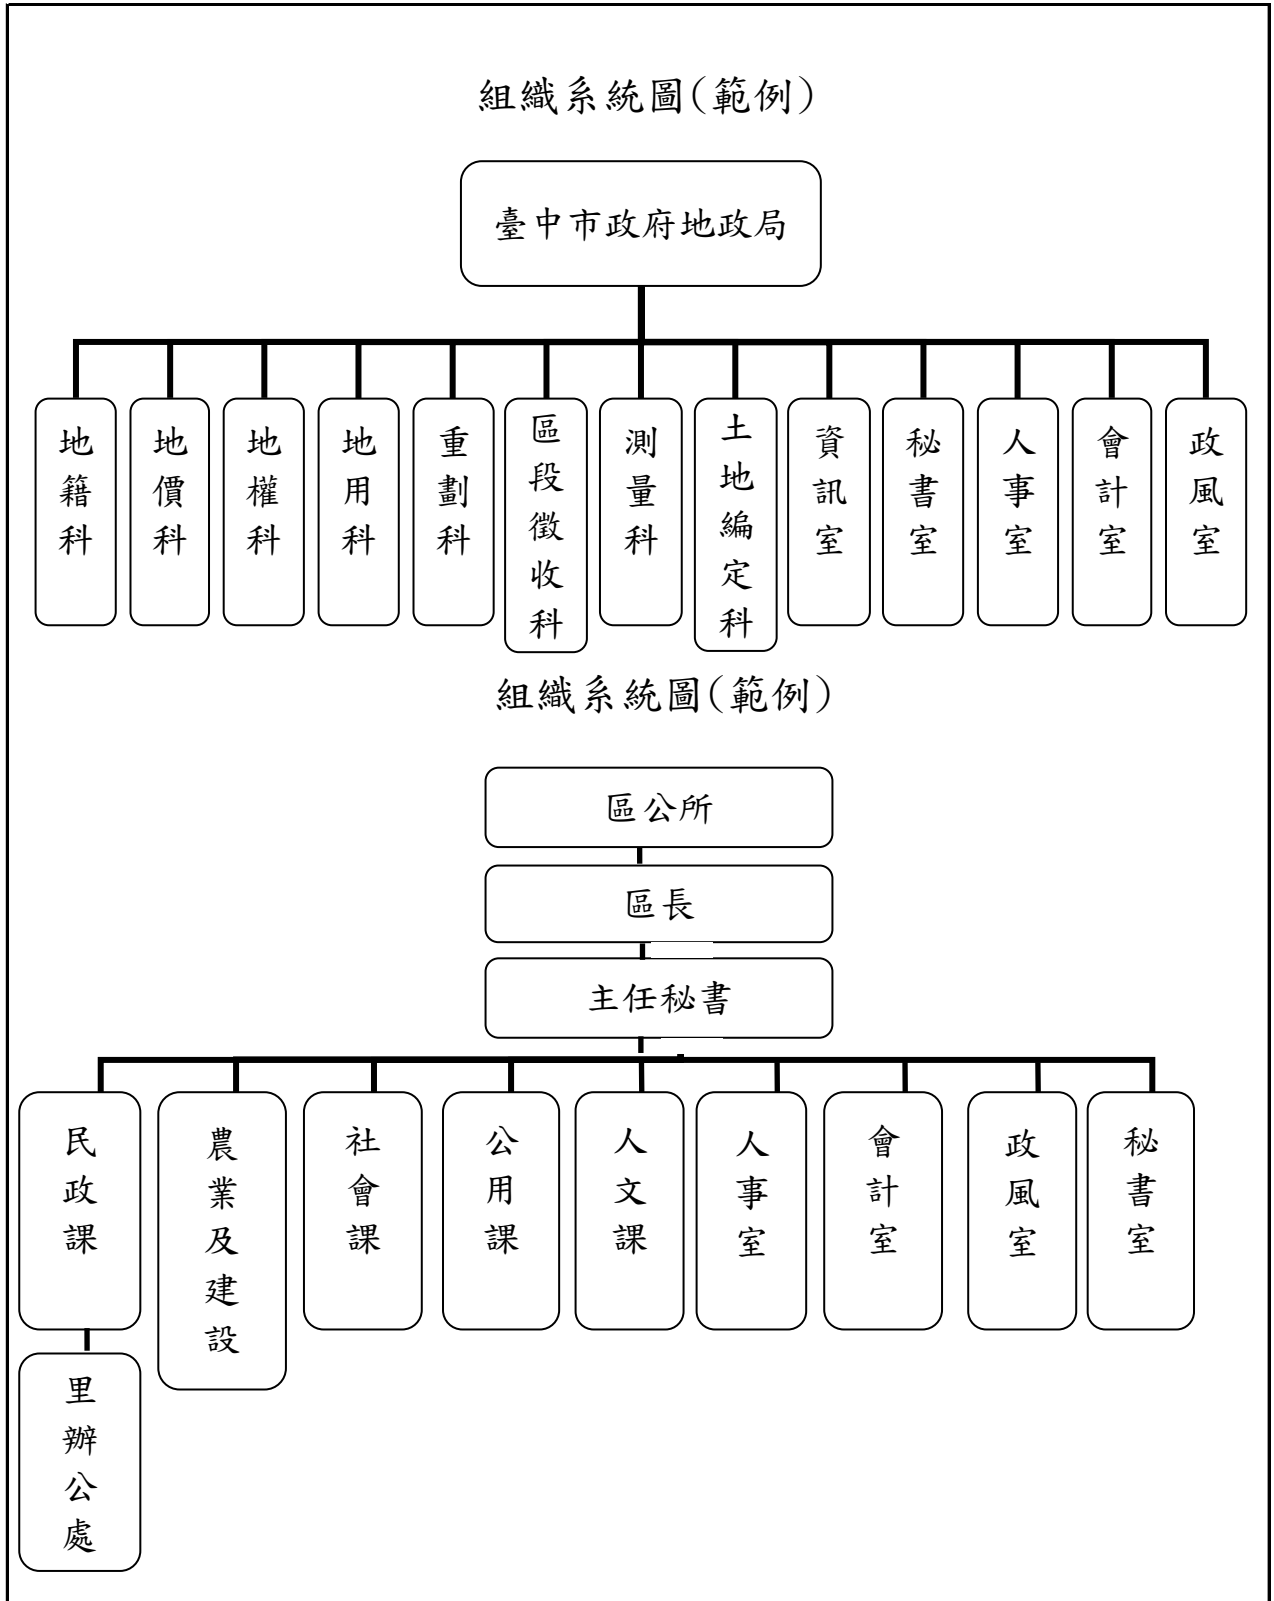 組織系統圖(範例)
臺中市政府地政局
地籍科
地價科
地權科
地用科
重劃科
區段徵收科
測量科
土地編定科
資訊室
秘書室
人事室
會計室
政風室
組織系統圖(範例)
區公所
區長
主任秘書
民政課
農業及建設
社會課
公用課
人文課
人事室
會計室
政風室
秘書室
里辦公處